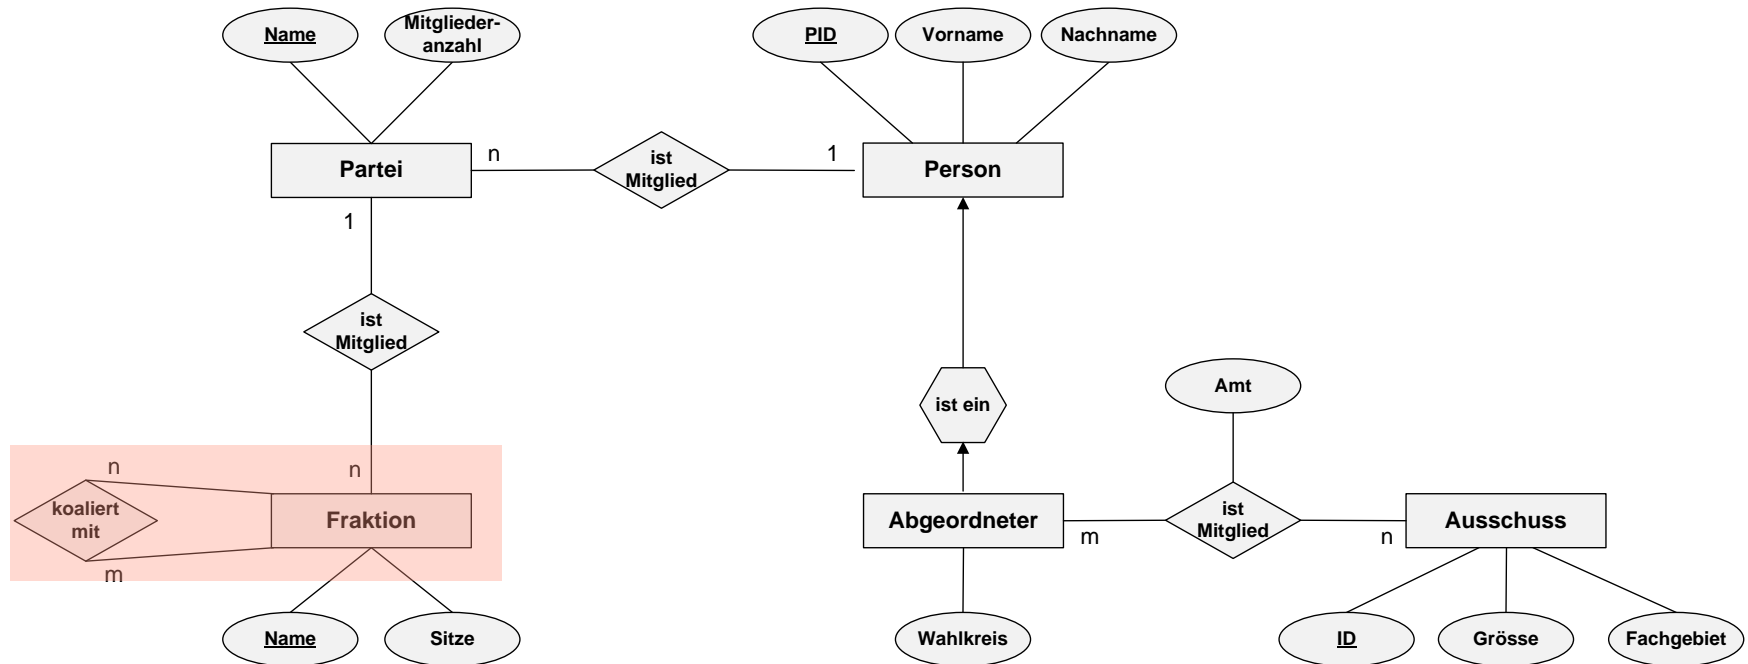 Name
Mitglieder-
anzahl
PID
Vorname
Nachname
Partei
n
ist
Mitglied
1
Person
1
ist
Mitglied
ist ein
Amt
n
n
koaliert
mit
m
Fraktion
Abgeordneter
m
ist
Mitglied
n
Ausschuss
Name
Sitze
Wahlkreis
ID
Grösse
Fachgebiet